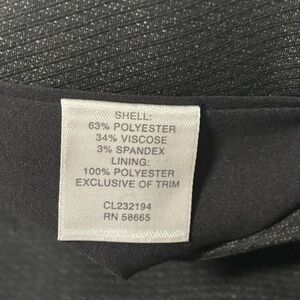 SHELL:
63% POLYESTER
34% VISCOSE
3% SPANDEX
LINING:
100% POLYESTER
EXCLUSIVE OF TRIM
CL232194
RN 58665